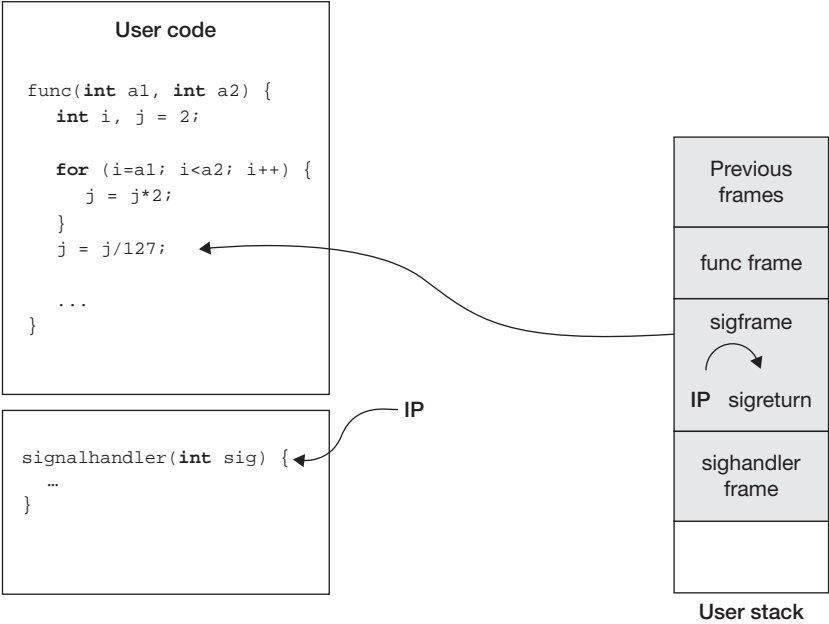 User code
func(int a1, int a2) {
int i, j = 2;
for (i=a1; i<a2; i++) {
j = j*2;
}
j = j/127;
...
}
IP
signalhandler(int sig) {
…
}
Previous
frames
func frame
sigframe
IP sigreturn
sighandler
frame
User stack